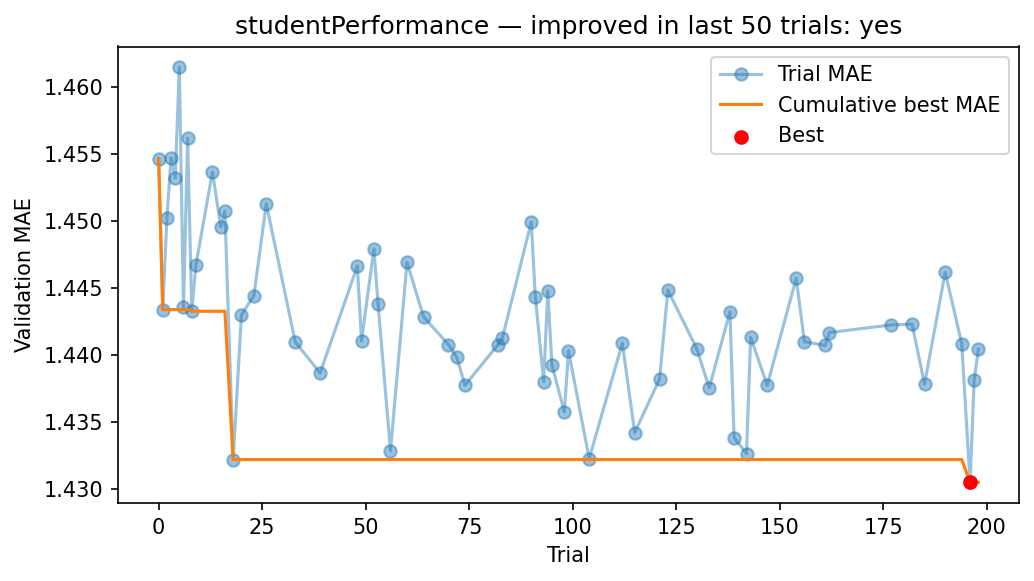 studentPerformance — improved in last 50 trials: yes
Trial MAE
Cumulative best MAE
Best
Validation MAE
1.460
1.455
1.450
1.445
1.440
1.435
1.430
0 25 50 75 100 125 150 175 200
Trial